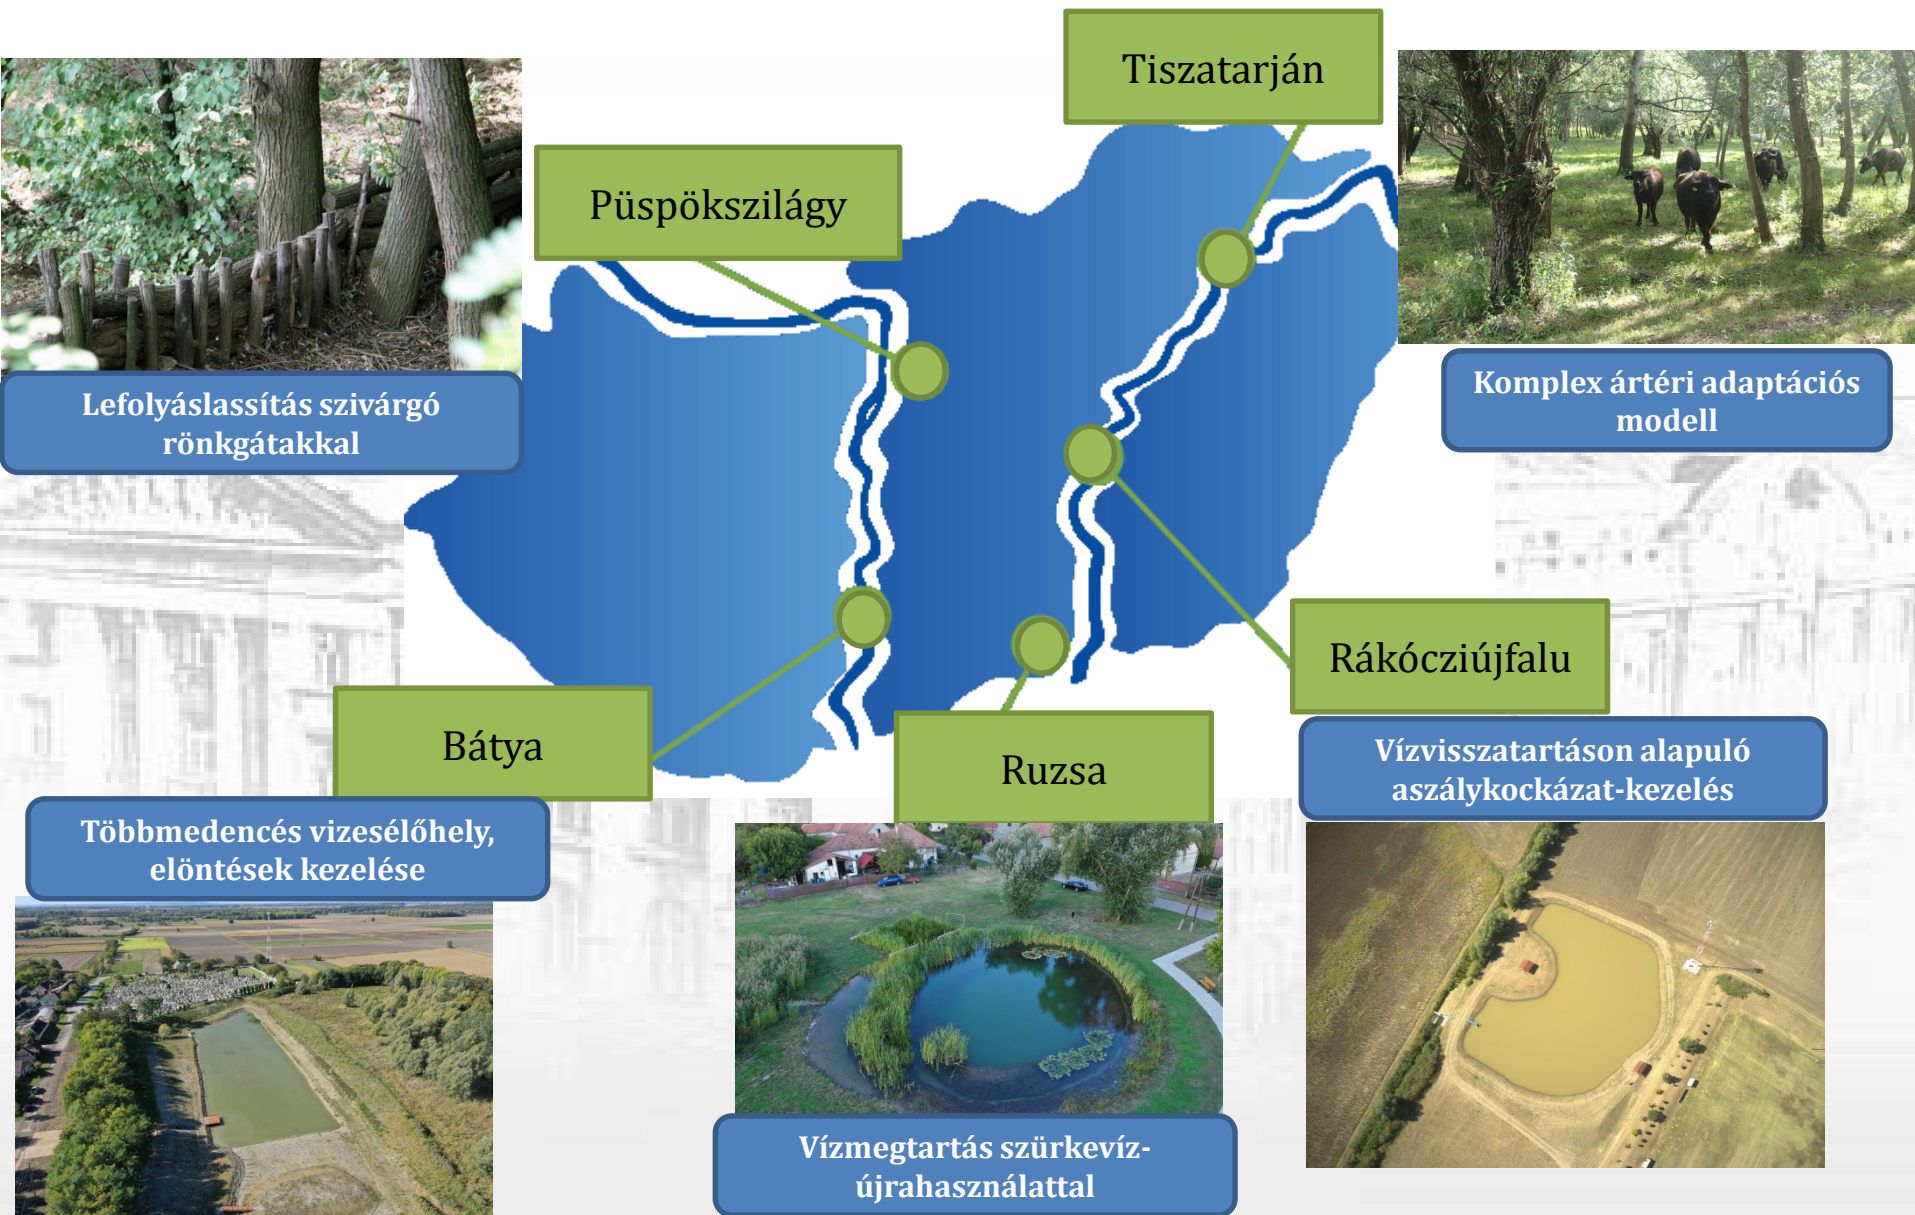 Tiszatarján
Püspökszilágy
Lefolyáslassítás szivárgó
rönkgátakkal
Komplex ártéri adaptációs
modell
Rákócziújfalu
Bátya
Ruzsa
Vízvisszatartáson alapuló
aszálykockázat-kezelés
Többmedencés vizesélőhely,
elöntések kezelése
Vízmegtartás szürkevíz-
újrahasználattal